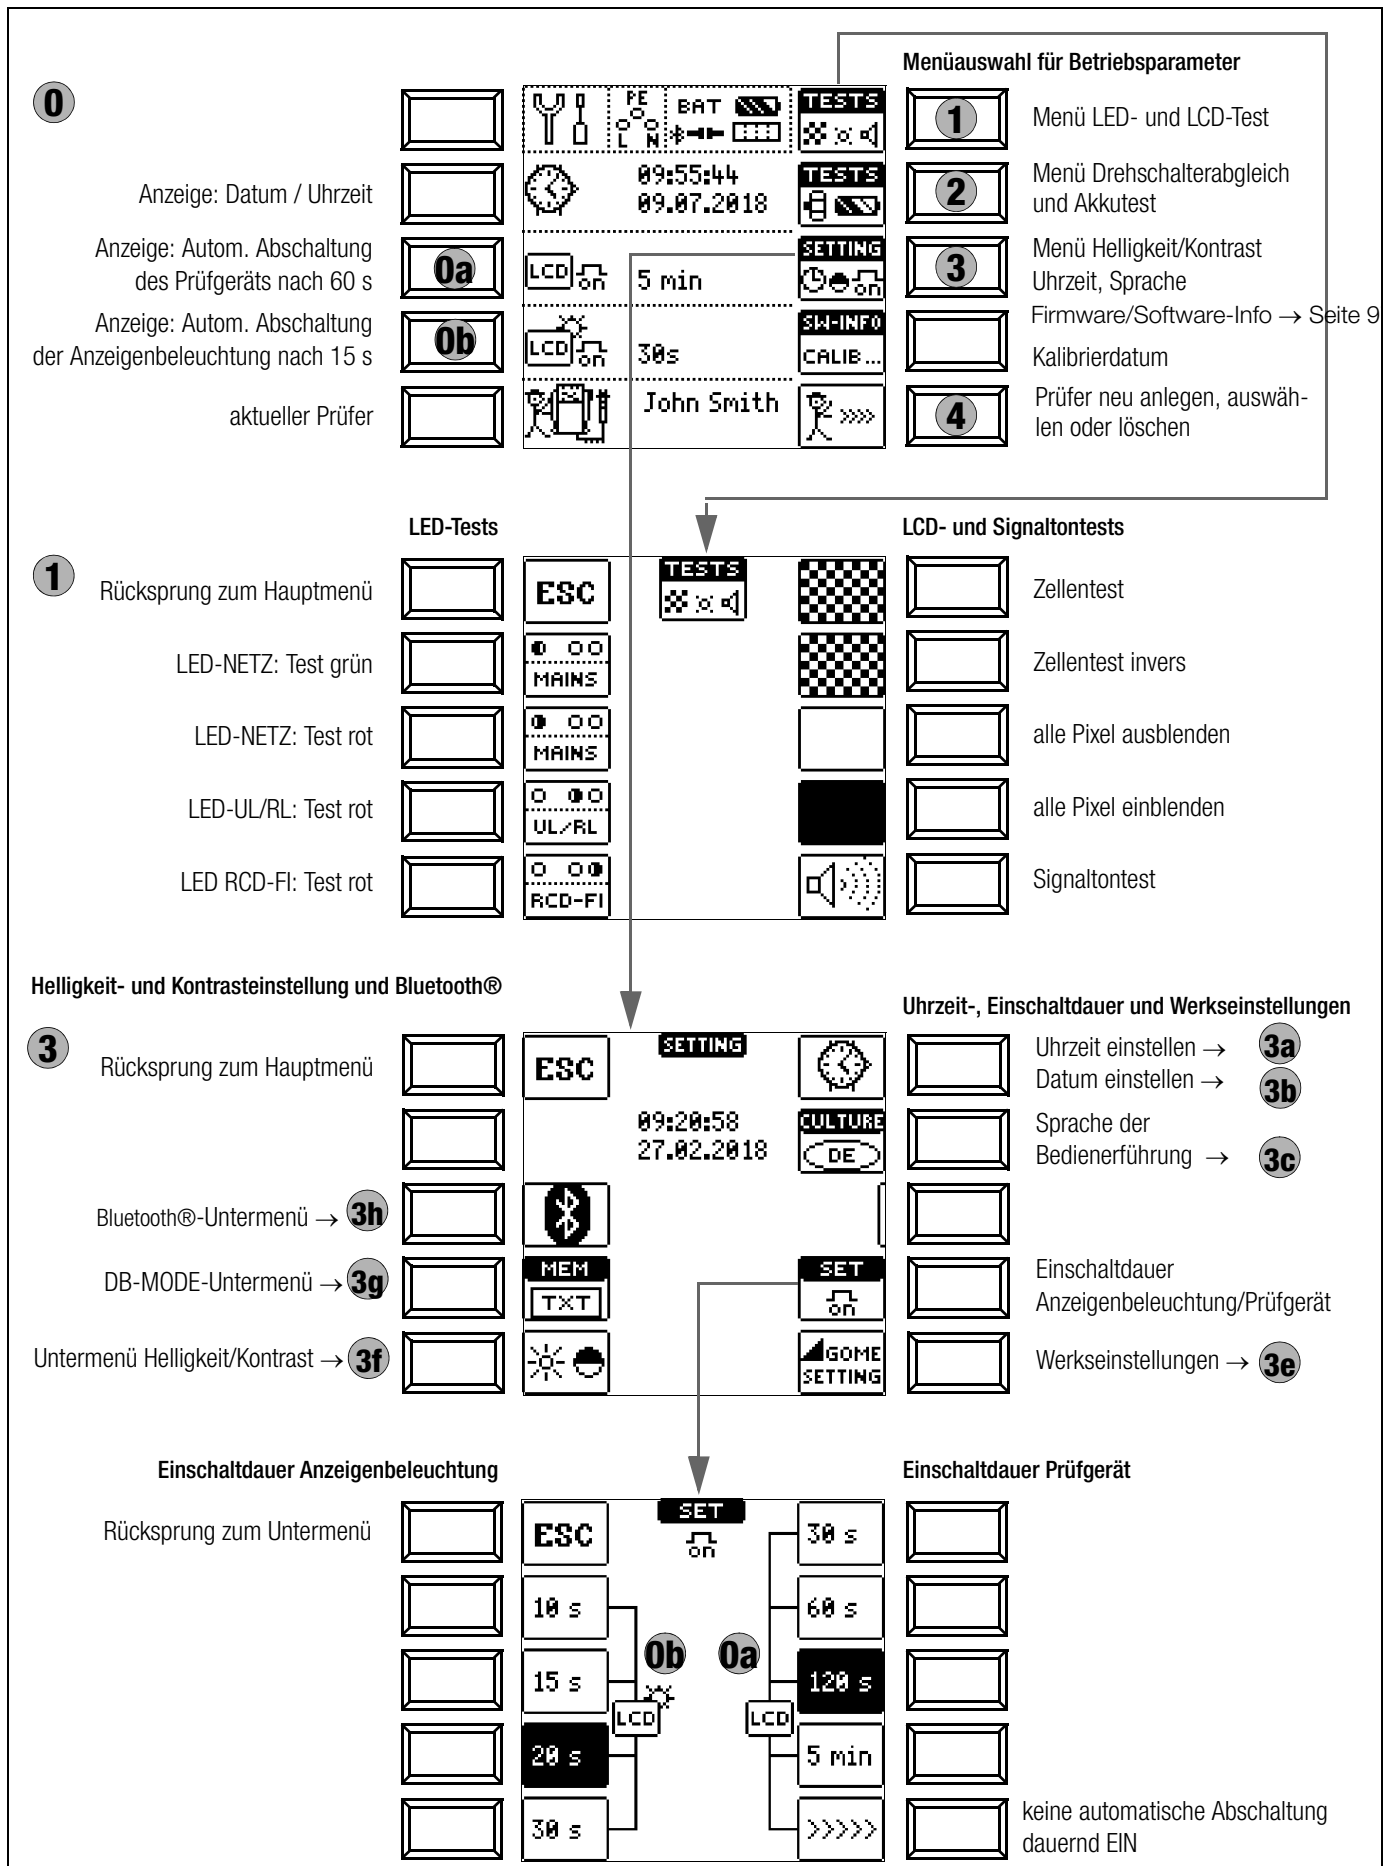 Menüauswahl für Betriebsparameter
0
PE
L N
BAT
TESTS
1
Menü LED- und LCD-Test
Anzeige: Datum / Uhrzeit
09:55:44
09.07.2018
TESTS
2
Menü Drehschalterabgleich
und Akkutest
Anzeige: Autom. Abschaltung
des Prüfgeräts nach 60 s
0a
LCD on
5 min
SETTING
on
3
Menü Helligkeit/Kontrast
Uhrzeit, Sprache
Anzeige: Autom. Abschaltung
der Anzeigenbeleuchtung nach 15 s
0b
LCD on
30s
SW-INFO
CALIB...
Firmware/Software-Info → Seite 9
Kalibrierdatum
aktueller Prüfer
John Smith
>>>>
4
Prüfer neu anlegen, auswäh-
len oder löschen
LED-Tests
LCD- und Signaltontests
1
Rücksprung zum Hauptmenü
ESC
TESTS
Zellentest
LED-NETZ: Test grün
MAINS
Zellentest invers
LED-NETZ: Test rot
MAINS
alle Pixel ausblenden
LED-UL/RL: Test rot
UL/RL
alle Pixel einblenden
LED RCD-FI: Test rot
RCD-FI
Signaltontest
Helligkeit- und Kontrasteinstellung und Bluetooth®
Uhrzeit-, Einschaltdauer und Werkseinstellungen
3
Rücksprung zum Hauptmenü
ESC
SETTING
Uhrzeit einstellen → 3a
Datum einstellen → 3b
09:20:58
27.02.2018
CULTURE
DE
Sprache der
Bedienerführung → 3c
Bluetooth®-Untermenü → 3h
DB-MODE-Untermenü → 3g
MEM
TXT
SET
on
Einschaltdauer
Anzeigenbeleuchtung/Prüfgerät
Untermenü Helligkeit/Kontrast → 3f
GOME
SETTING
Werkseinstellungen → 3e
Einschaltdauer Anzeigenbeleuchtung
Einschaltdauer Prüfgerät
Rücksprung zum Untermenü
ESC
SET
on
30 s
10 s
60 s
0b
0a
15 s
120 s
LCD
LCD
20 s
5 min
30 s
>>>>>
keine automatische Abschaltung
dauernd EIN